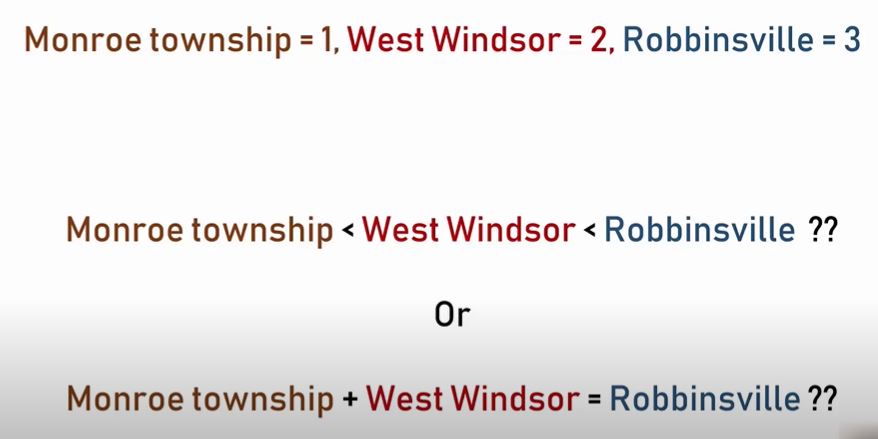 Monroe township = 1, West Windsor = 2, Robbinsville = 3
Monroe township < West Windsor < Robbinsville ??
Or
Monroe township + West Windsor = Robbinsville ??